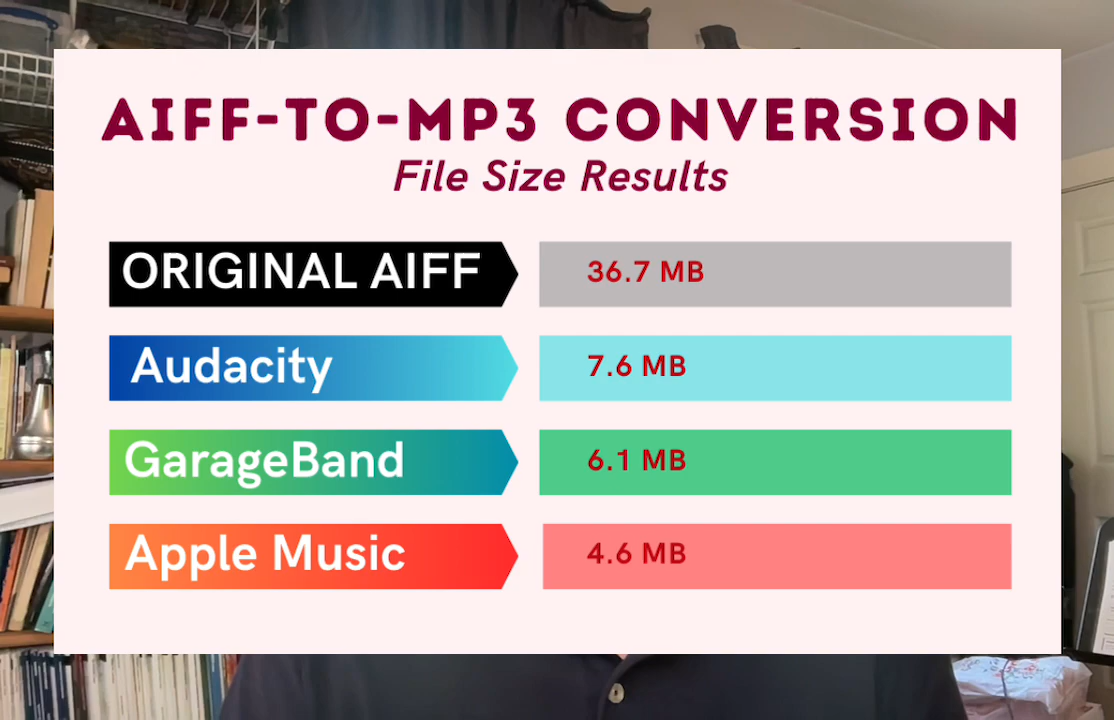 AIFF-TO-MP3 CONVERSION
File Size Results
ORIGINAL AIFF 36.7 MB
Audacity 7.6 MB
GarageBand 6.1 MB
Apple Music 4.6 MB